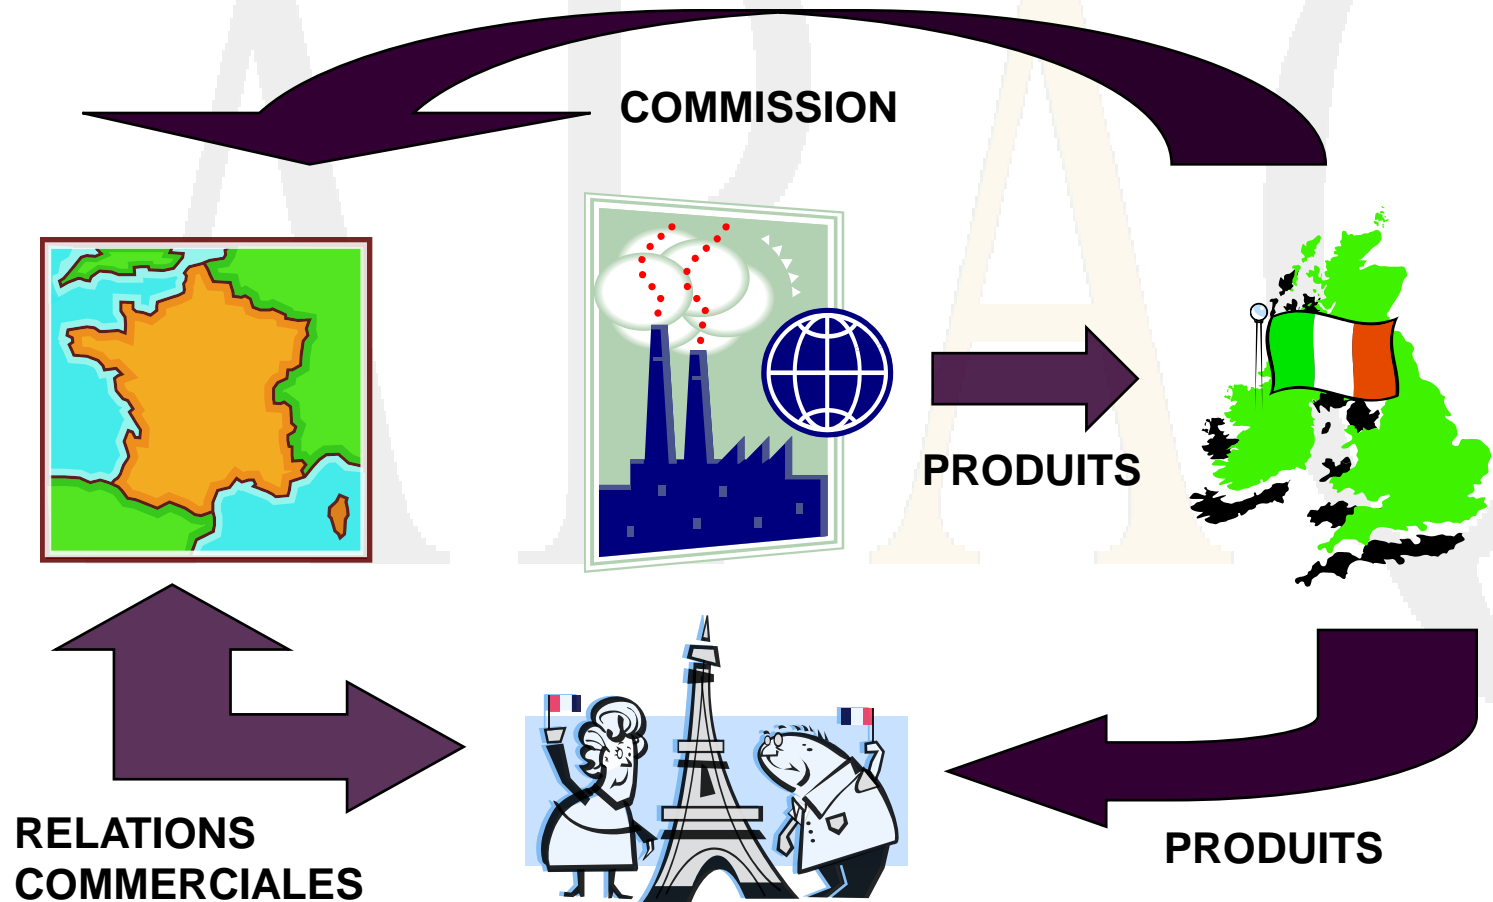 COMMISSION
PRODUITS
RELATIONS
COMMERCIALES
PRODUITS